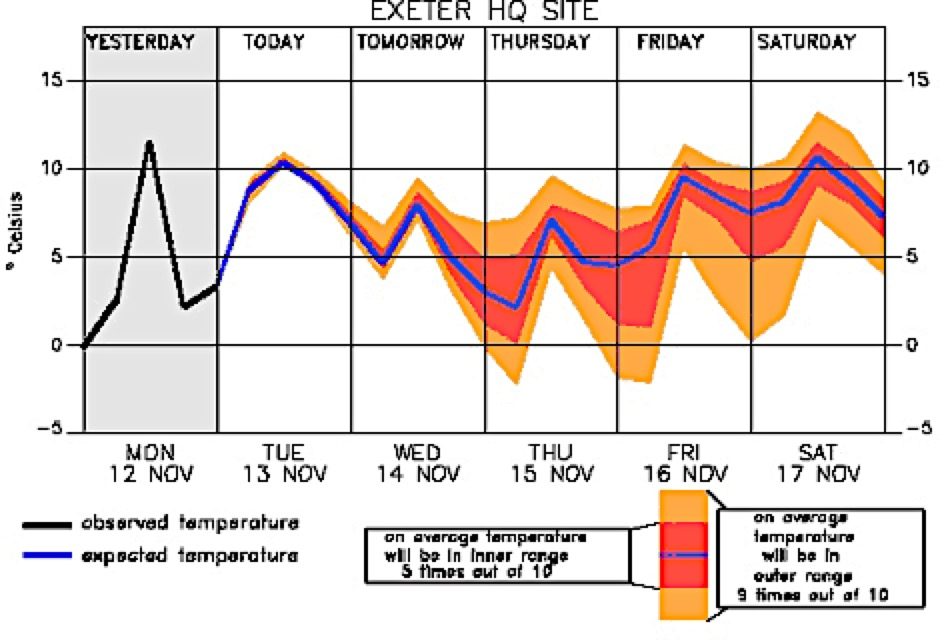 EXETER HQ SITE
YESTERDAY TODAY TOMORROW THURSDAY FRIDAY SATURDAY
15 15
10 10
5 5
0 0
-5 -5
° Celsius
MON TUE WED THU FRI SAT
12 NOV 13 NOV 14 NOV 15 NOV 16 NOV 17 NOV
observed temperature
expected temperature
on average temperature
will be in inner range
5 times out of 10
on average
temperature
will be in
outer range
9 times out of 10